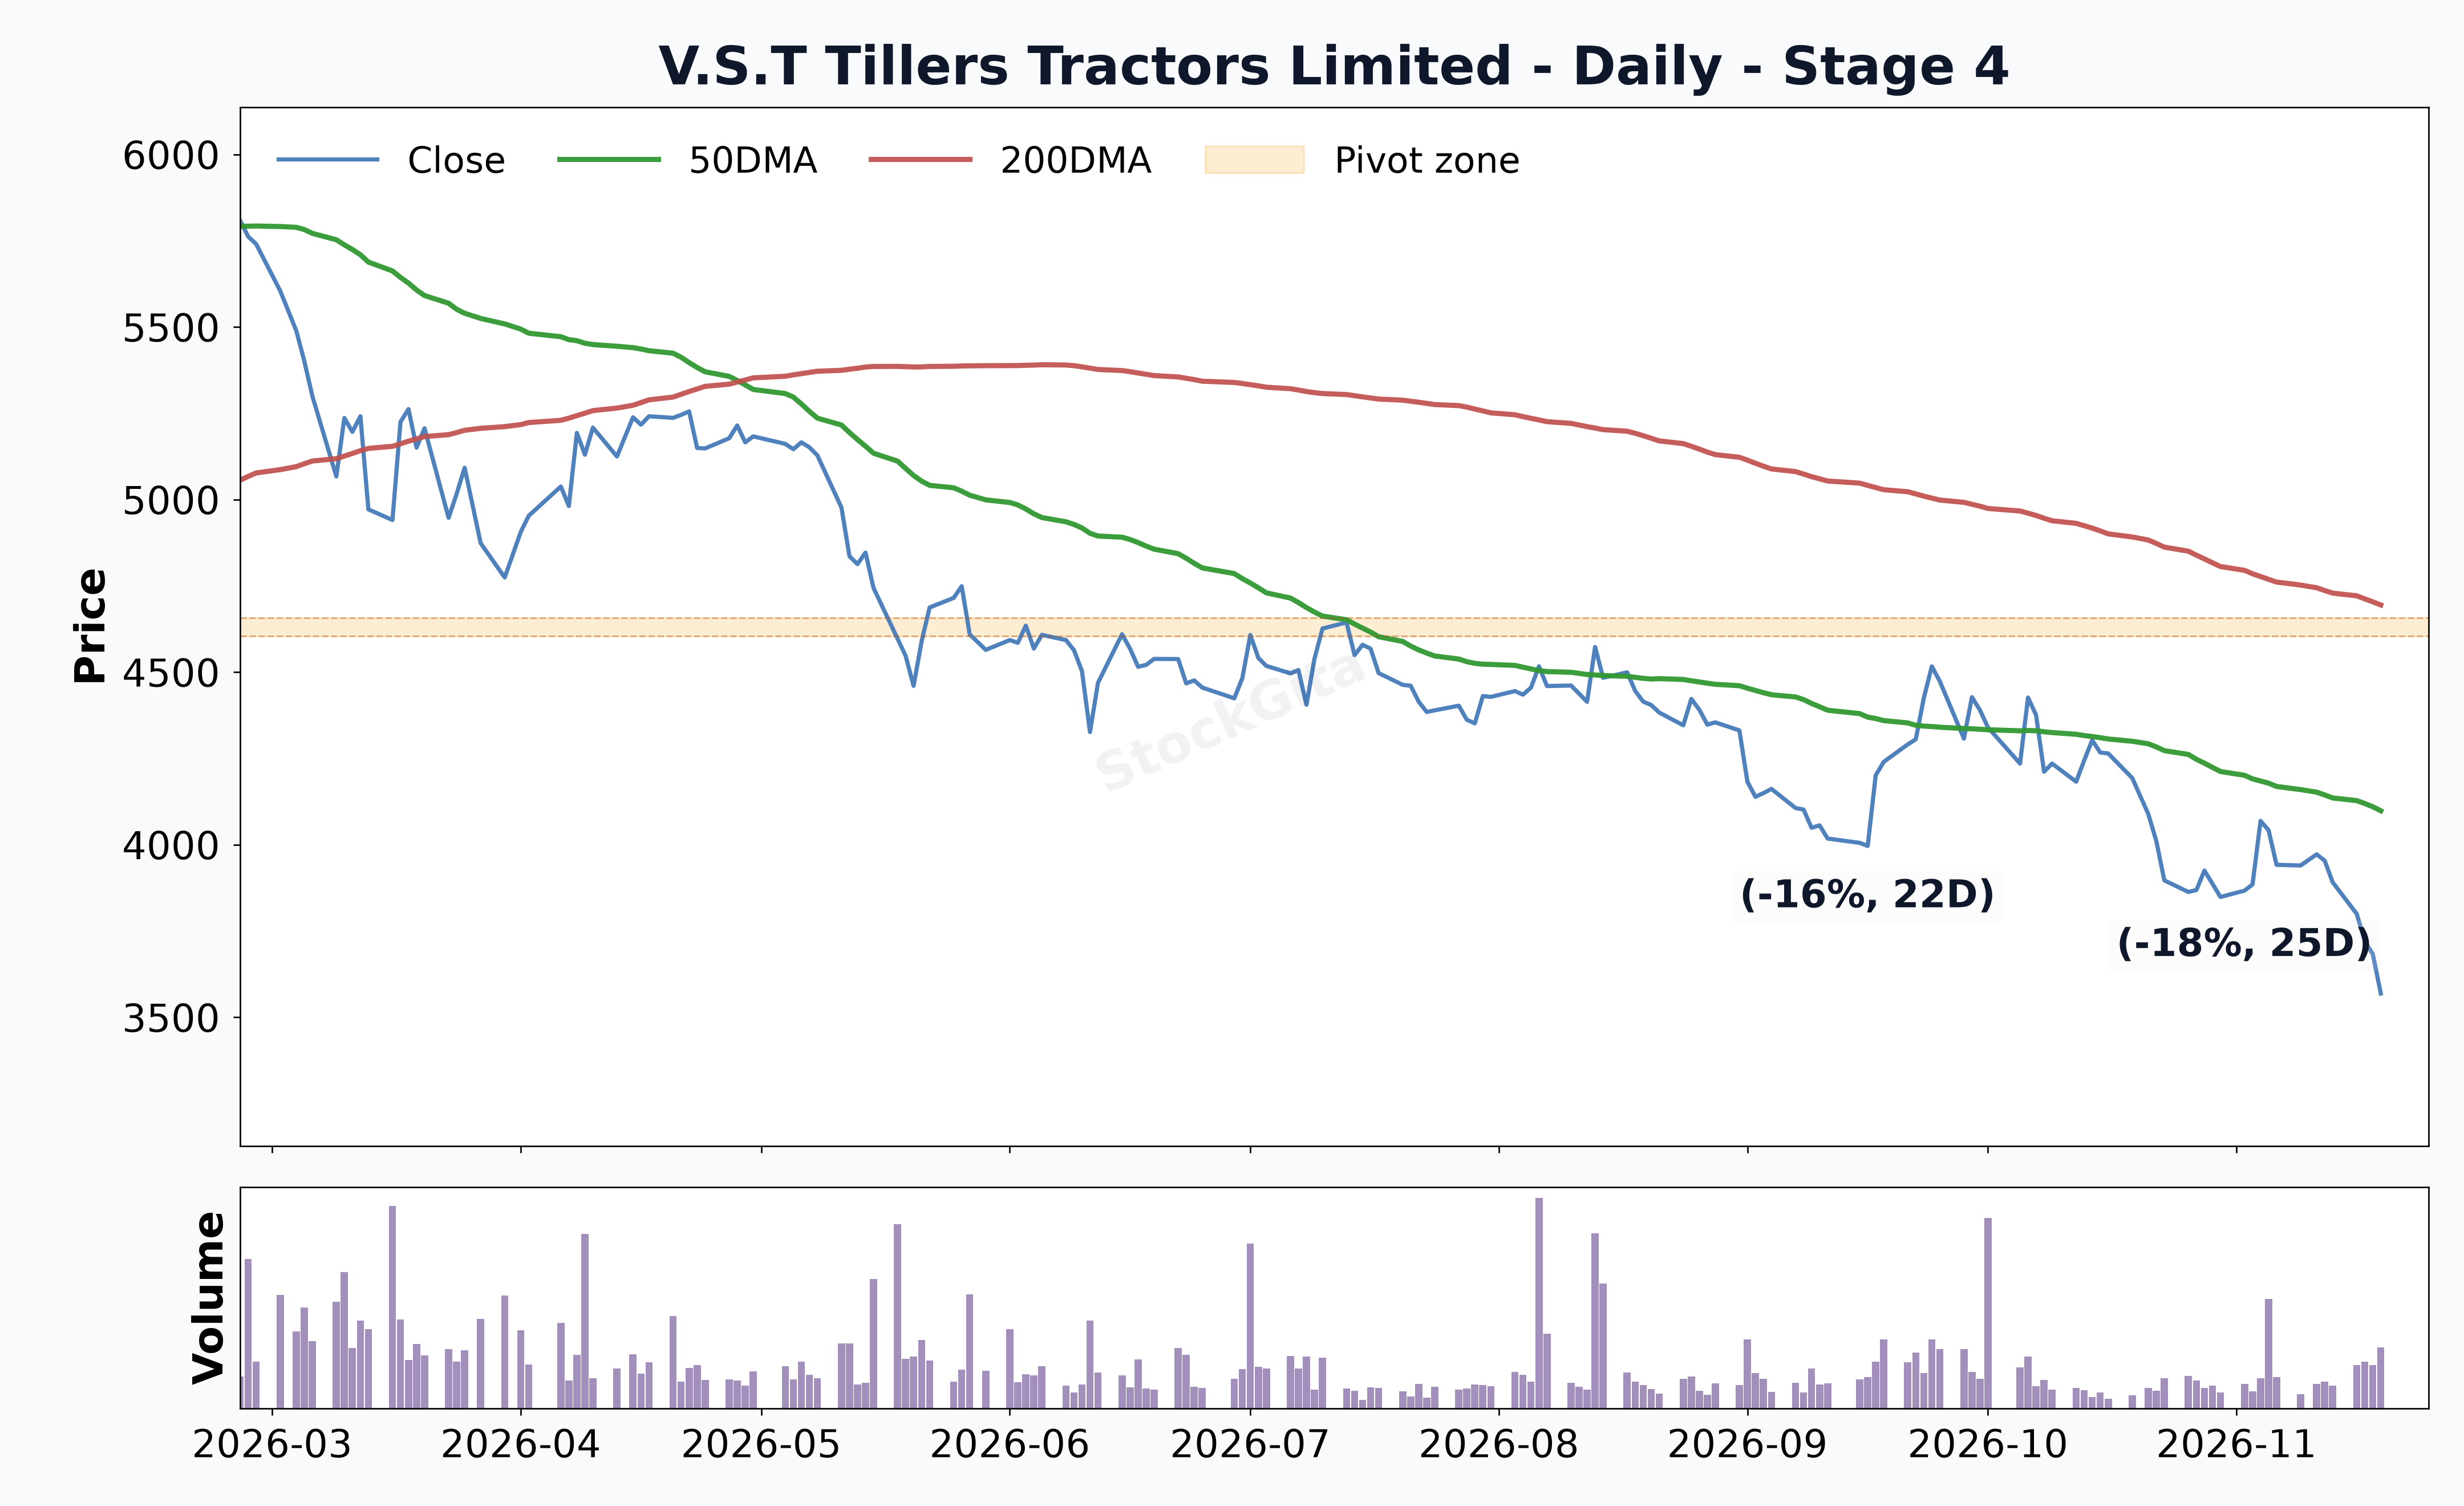 V.S.T Tillers Tractors Limited - Daily - Stage 4
Close 50DMA 200DMA Pivot zone
Price
6000
5500
5000
4500
4000
3500
StockGita
(-16%, 22D)
(-18%, 25D)
Volume
2026-03 2026-04 2026-05 2026-06 2026-07 2026-08 2026-09 2026-10 2026-11